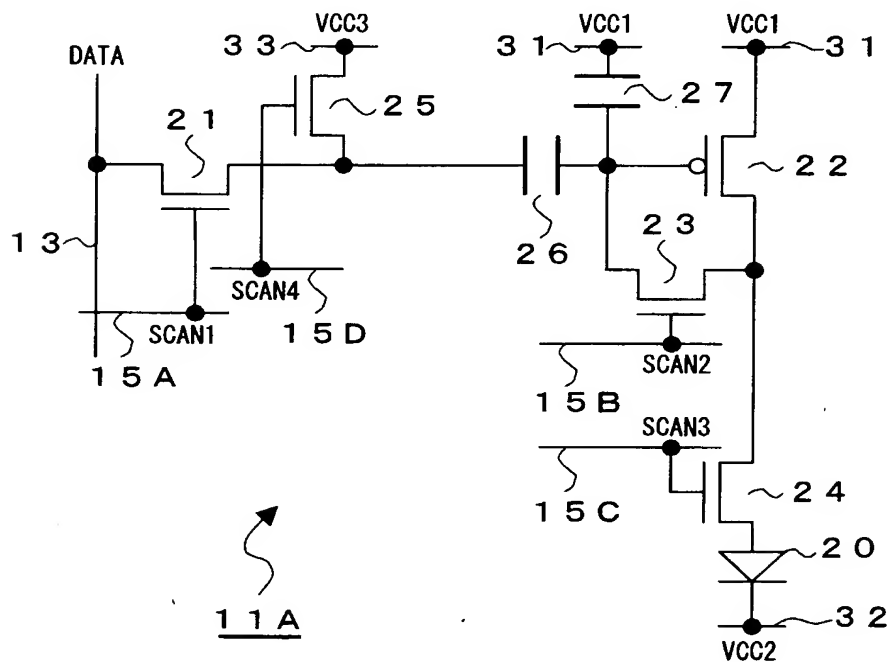 VCC3
33
VCC1
31
VCC1
31
DATA
27
25
21
22
23
13
26
SCAN4
15D
SCAN1
15A
SCAN2
15B
SCAN3
24
15C
20
11A
32
VCC2